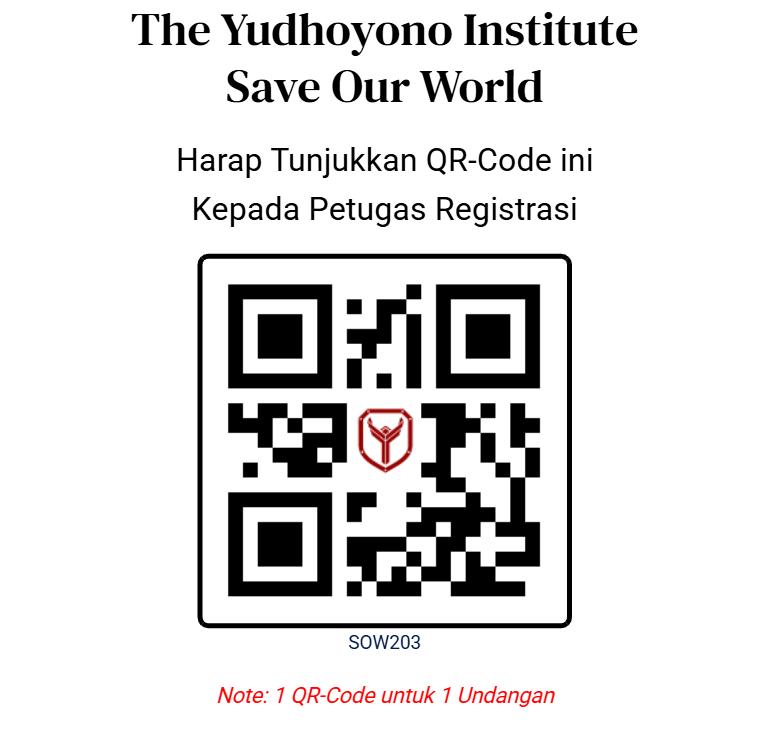 The Yudhoyono Institute
Save Our World
Harap Tunjukkan QR-Code ini
Kepada Petugas Registrasi
SOW203
Note: 1 QR-Code untuk 1 Undangan